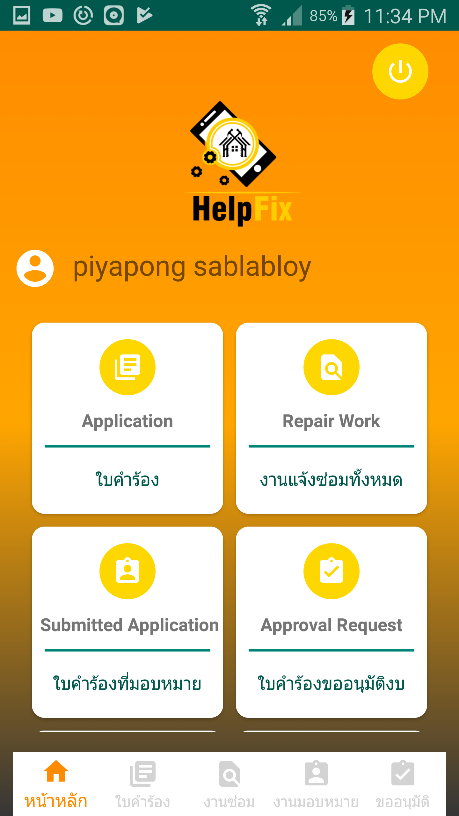 85% 11:34 PM
HelpFix
piyapong sablabloy
Application
ใบคำร้อง
Repair Work
งานแจ้งซ่อมทั้งหมด
Submitted Application
ใบคำร้องที่มอบหมาย
Approval Request
ใบคำร้องขออนุมัติงบ
หน้าหลัก
ใบคำร้อง
งานซ่อม
งานมอบหมาย
ขออนุมัติ